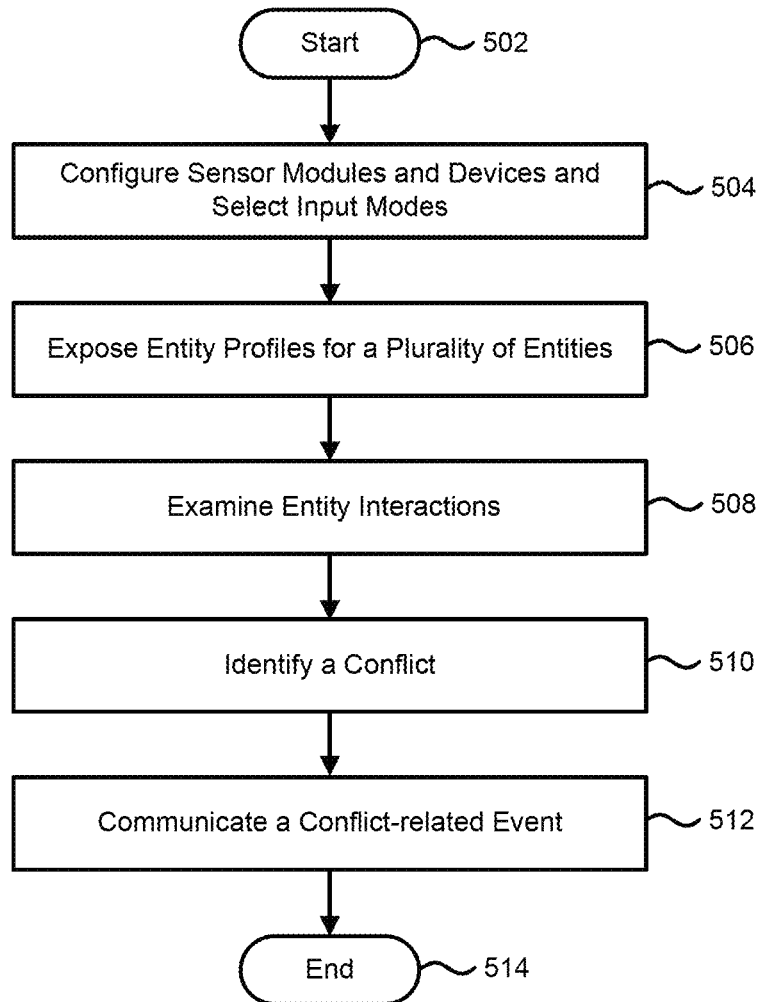 Start
502
Configure Sensor Modules and Devices and
Select Input Modes
504
Expose Entity Profiles for a Plurality of Entities
506
Examine Entity Interactions
508
Identify a Conflict
510
Communicate a Conflict-related Event
512
End
514